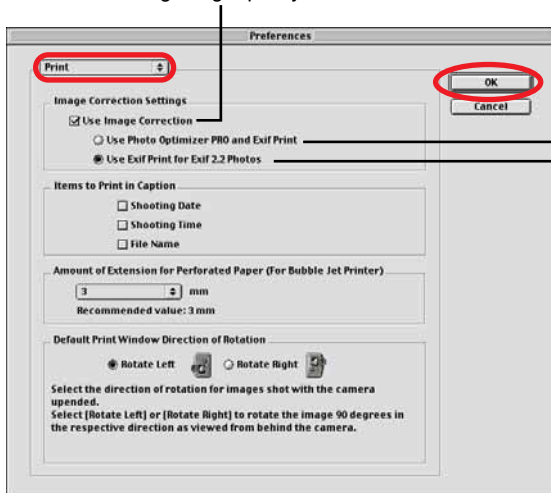 Preferences
Print
OK
Cancel
Image Correction Settings
Use Image Correction
Use Photo Optimizer PRO and Exif Print
Use Exif Print for Exif 2.2 Photos
Items to Print in Caption
Shooting Date
Shooting Time
File Name
Amount of Extension for Perforated Paper (For Bubble Jet Printer)
3 mm
Recommended value: 3 mm
Default Print Window Direction of Rotation
Rotate Left Rotate Right
Select the direction of rotation for images shot with the camera
upended.
Select [Rotate Left] or [Rotate Right] to rotate the image 90 degrees in
the respective direction as viewed from behind the camera.